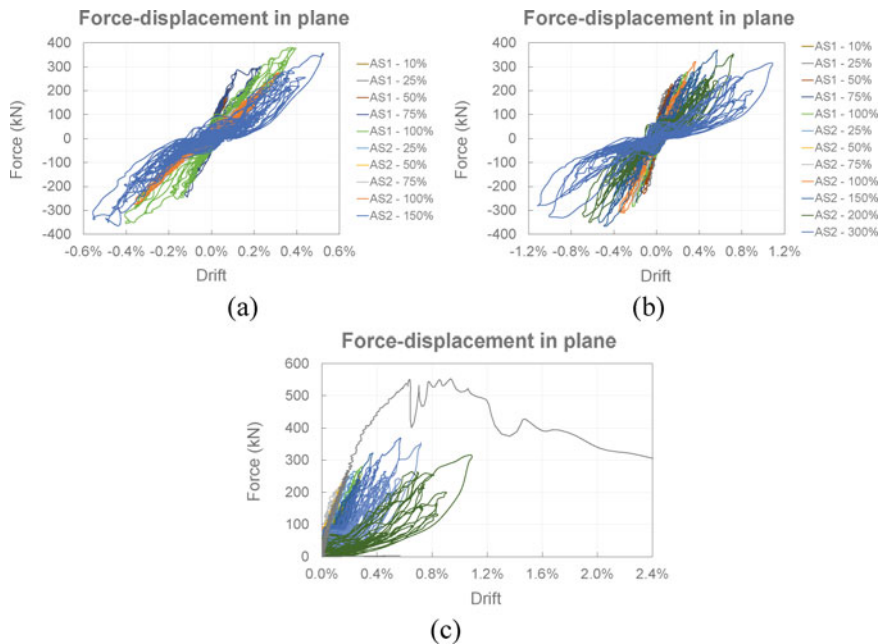 Force-displacement in plane
400
300
200
100
0
-100
-200
-300
-400
Force (kN)
-0.6% -0.4% -0.2% 0.0% 0.2% 0.4% 0.6%
Drift
AS1 - 10%
AS1 - 25%
AS1 - 50%
AS1 - 75%
AS1 - 100%
AS2 - 25%
AS2 - 50%
AS2 - 75%
AS2 - 100%
AS2 - 150%
(a)
Force-displacement in plane
400
300
200
100
0
-100
-200
-300
-400
Force (kN)
-1.2% -0.8% -0.4% 0.0% 0.4% 0.8% 1.2%
Drift
AS1 - 10%
AS1 - 25%
AS1 - 50%
AS1 - 75%
AS1 - 100%
AS2 - 25%
AS2 - 50%
AS2 - 75%
AS2 - 100%
AS2 - 150%
AS2 - 200%
AS2 - 300%
(b)
Force-displacement in plane
600
500
400
300
200
100
0
Force (kN)
0.0% 0.4% 0.8% 1.2% 1.6% 2.0% 2.4%
Drift
(c)